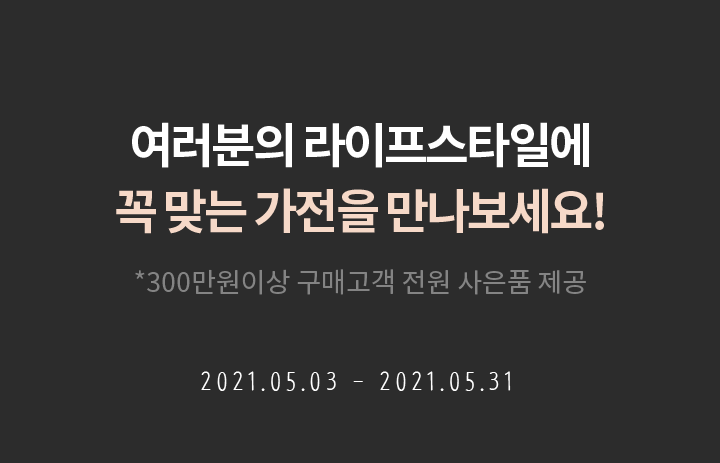 여러분의 라이프스타일에
꼭 맞는 가전을 만나보세요!
*300만원이상 구매고객 전원 사은품 제공
2021.05.03 – 2021.05.31